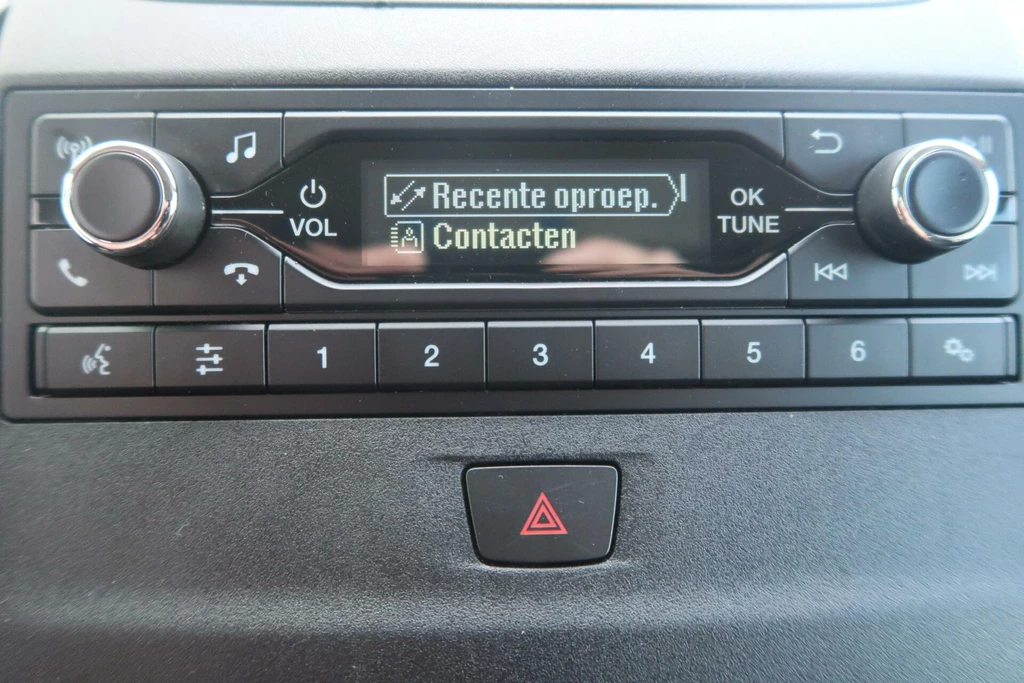 VOL
Recente oproep.
Contacten
OK
TUNE
1 2 3 4 5 6